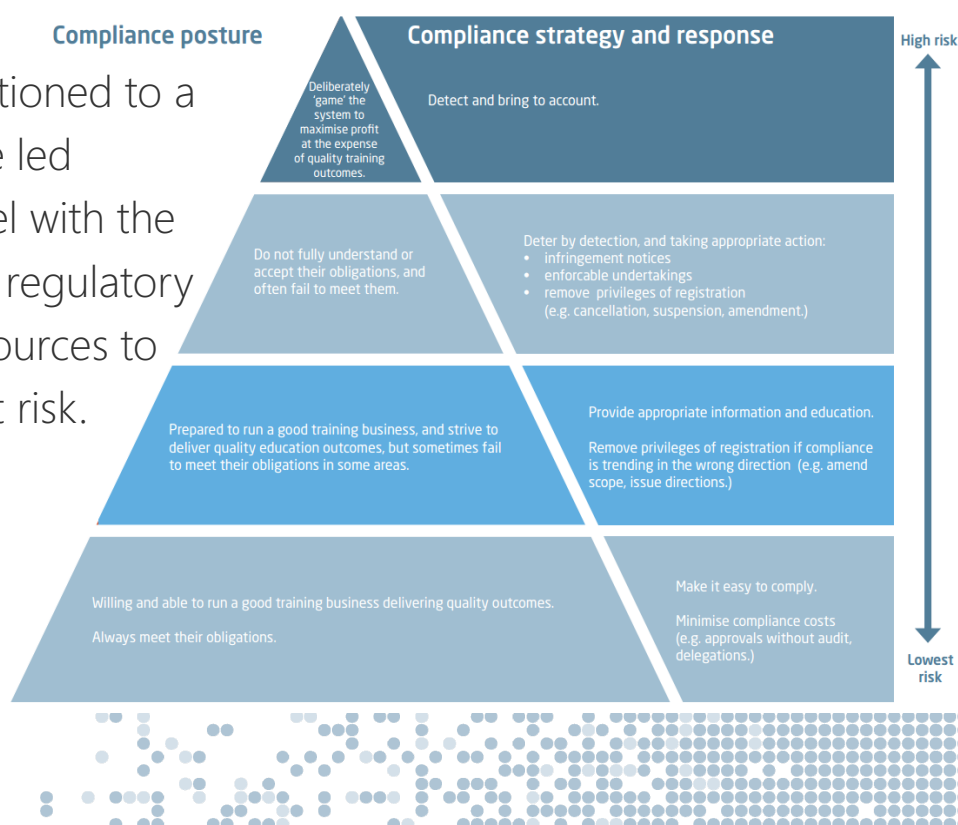 Compliance posture
Compliance strategy and response
High risk
tioned to a
led
with the
regulatory
ources to
risk.
Deliberately
'game' the
system to
maximise profit
at the expense
of quality training
outcomes.
Detect and bring to account.
Do not fully understand or
accept their obligations, and
often fail to meet them.
Deter by detection, and taking appropriate action:
• infringement notices
• enforcable undertakings
• remove privileges of registration
(e.g. cancellation, suspension, amendment.)
Prepared to run a good training business, and strive to
deliver quality education outcomes, but sometimes fail
to meet their obligations in some areas.
Provide appropriate information and education.
Remove privileges of registration if compliance
is trending in the wrong direction (e.g. amend
scope, issue directions.)
Willing and able to run a good training business delivering quality outcomes.
Always meet their obligations.
Make it easy to comply.
Minimise compliance costs
(e.g. approvals without audit,
delegations.)
Lowest
risk